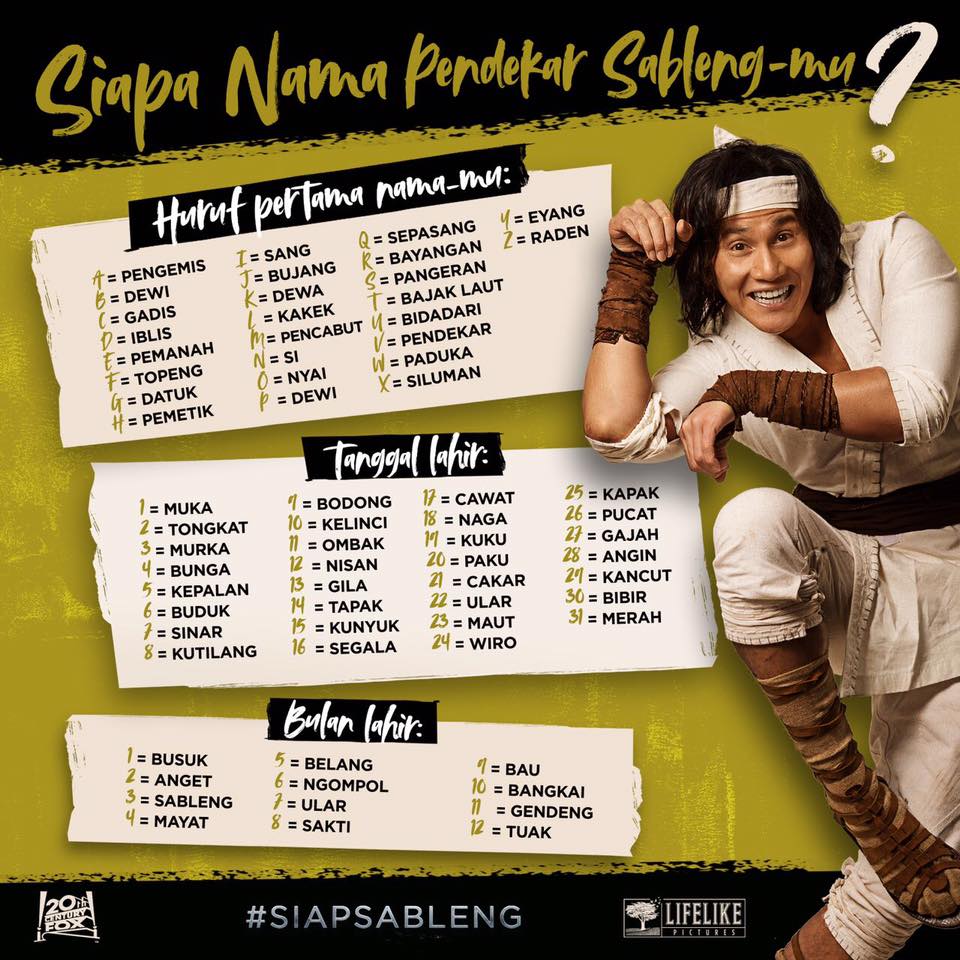 Siapa Nama Pendekar Sableng-mu?
Huruf pertama nama-mu:
A = PENGEMIS
B = DEWI
C = GADIS
D = IBLIS
E = PEMANAH
F = TOPENG
G = DATUK
H = PEMETIK
I = SANG
J = BUJANG
K = DEWA
L = KAKEK
M = PENCABUT
N = SI
O = NYAI
P = DEWI
Q = SEPASANG
R = BAYANGAN
S = PANGERAN
T = BAJAK LAUT
U = BIDADARI
V = PENDEKAR
W = PADUKA
X = SILUMAN
Y = EYANG
Z = RADEN
Tanggal lahir:
1 = MUKA
2 = TONGKAT
3 = MURKA
4 = BUNGA
5 = KEPALAN
6 = BUDUK
7 = SINAR
8 = KUTILANG
9 = BODONG
10 = KELINCI
11 = OMBAK
12 = NISAN
13 = GILA
14 = TAPAK
15 = KUNYUK
16 = SEGALA
17 = CAWAT
18 = NAGA
19 = KUKU
20 = PAKU
21 = CAKAR
22 = ULAR
23 = MAUT
24 = WIRO
25 = KAPAK
26 = PUCAT
27 = GAJAH
28 = ANGIN
29 = KANCUT
30 = BIBIR
31 = MERAH
Bulan lahir:
1 = BUSUK
2 = ANGET
3 = SABLENG
4 = MAYAT
5 = BELANG
6 = NGOMPOL
7 = ULAR
8 = SAKTI
9 = BAU
10 = BANGKAI
11 = GENDENG
12 = TUAK
20TH
CENTURY
FOX
#SIAPSABLENG
LIFELIKE
PICTURES